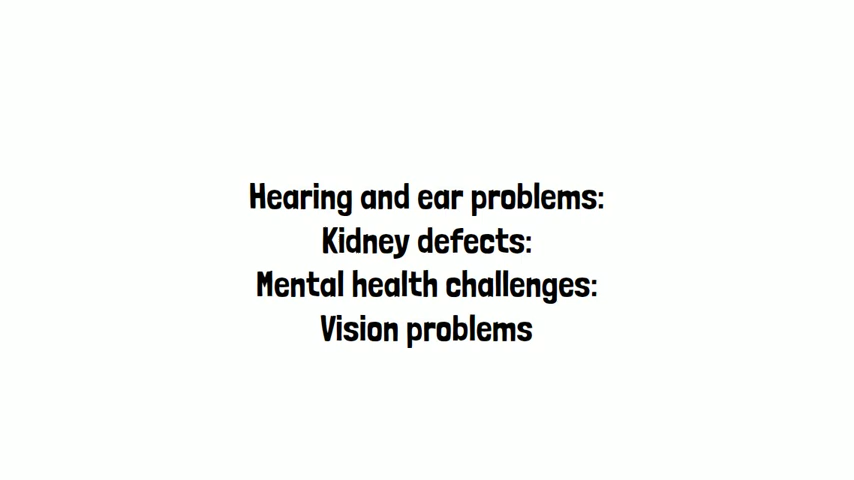 Hearing and ear problems:
Kidney defects:
Mental health challenges:
Vision problems